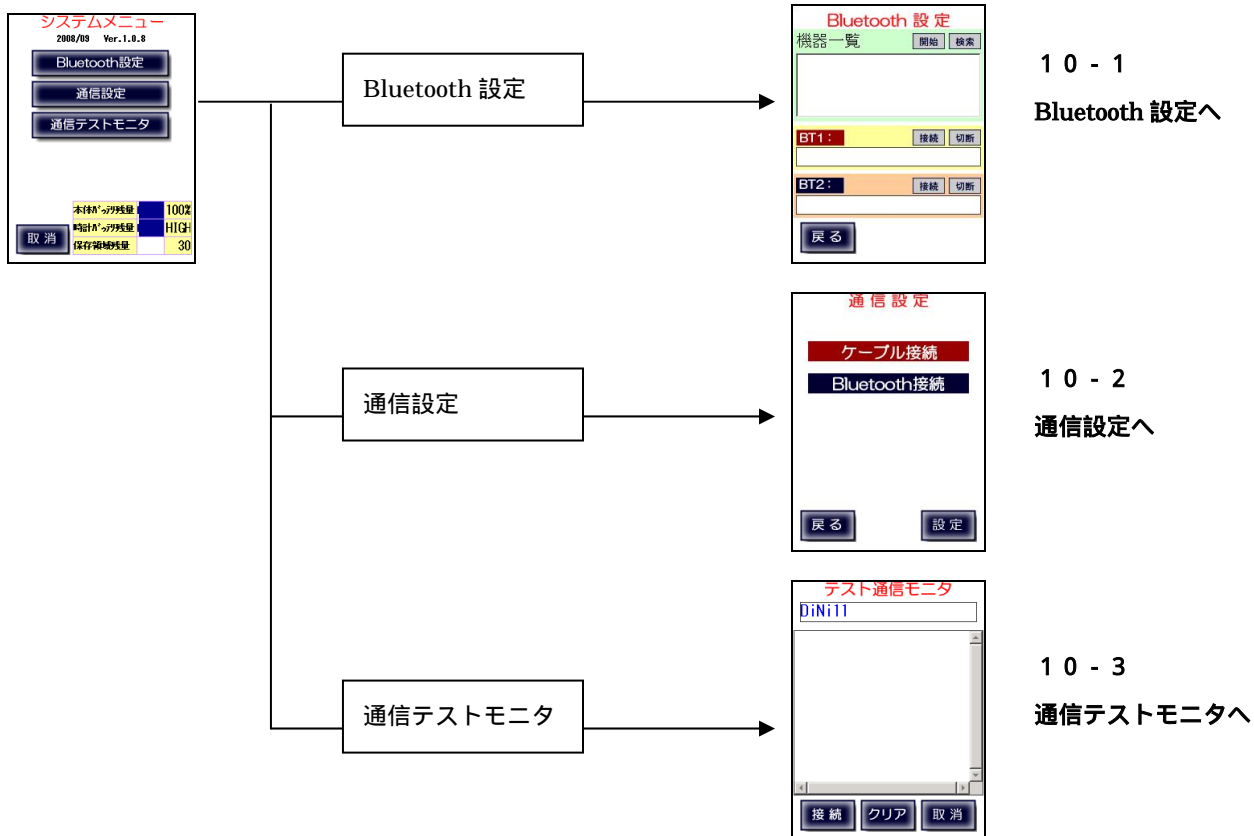 システムメニュー
2008/09 Ver.1.0.8
Bluetooth設定
通信設定
通信テストモニタ
本体ﾊﾞｯﾃﾘ残量 100%
時計ﾊﾞｯﾃﾘ残量 HIGH
保存領域残量 30
取 消
Bluetooth 設定
Bluetooth 設 定
機器一覧 開始 検索
BT1： 接続 切断
BT2： 接続 切断
戻 る
１０-１
Bluetooth 設定へ
通信設定
通 信 設 定
ケーブル接続
Bluetooth接続
戻 る 設 定
１０-２
通信設定へ
通信テストモニタ
テスト通信モニタ
DiNi11
接 続 クリア 取 消
１０-３
通信テストモニタへ